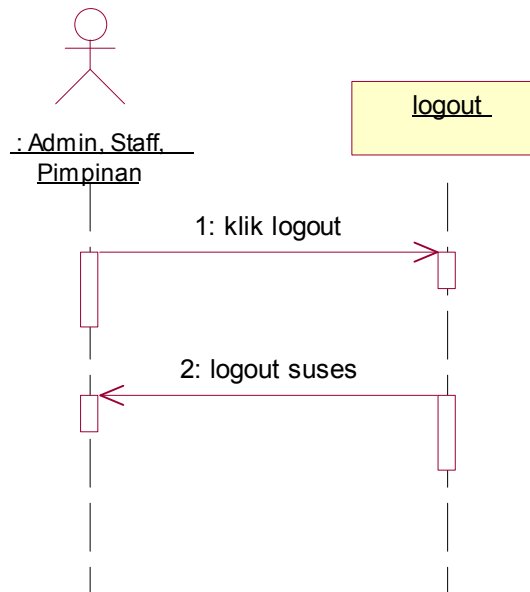 : Admin, Staff,
Pimpinan
logout
1: klik logout
2: logout suses